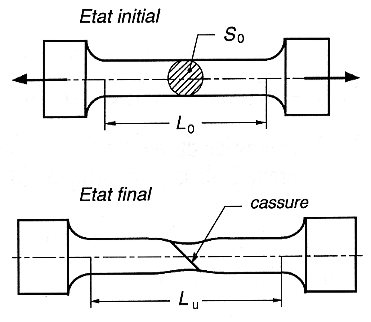 Etat initial
S₀
L₀
Etat final
cassure
Lᵤ